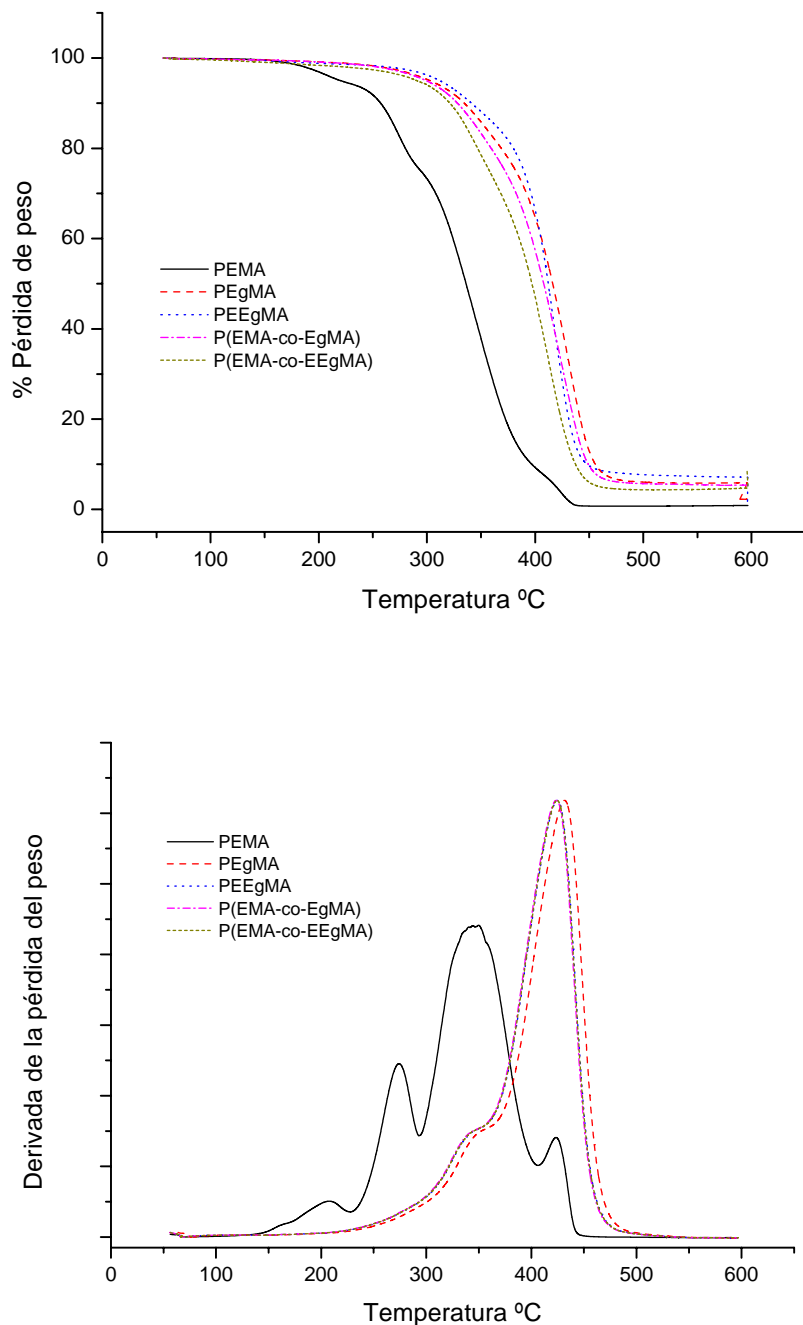 100
80
60
40
20
0
% Pérdida de peso
PEMA
PEgMA
PEEgMA
P(EMA-co-EgMA)
P(EMA-co-EEgMA)
0 100 200 300 400 500 600
Temperatura ºC
Derivada de la pérdida del peso
PEMA
PEgMA
PEEgMA
P(EMA-co-EgMA)
P(EMA-co-EEgMA)
0 100 200 300 400 500 600
Temperatura ºC